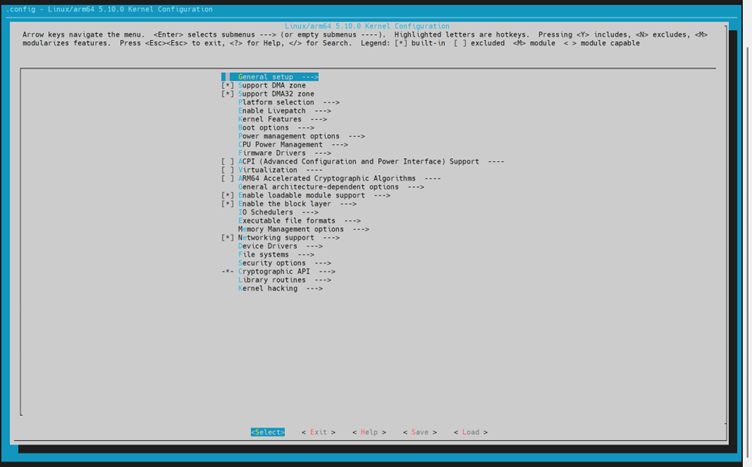 .config - Linux/arm64 5.10.0 Kernel Configuration
Linux/arm64 5.10.0 Kernel Configuration
Arrow keys navigate the menu.  <Enter> selects submenus ---> (or empty submenus ----).  Highlighted letters are hotkeys.  Pressing <Y> includes, <N> excludes, <M>
modularizes features.  Press <Esc><Esc> to exit, <?> for Help, </> for Search.  Legend: [*] built-in  [ ] excluded  <M> module  < > module capable
General setup  --->
[*] Support DMA zone
[*] Support DMA32 zone
Platform selection  --->
Enable Livepatch  --->
Kernel Features  --->
Boot options  --->
Power management options  --->
CPU Power Management  --->
Firmware Drivers  --->
[ ] ACPI (Advanced Configuration and Power Interface) Support  ----
[ ] Virtualization  ----
[ ] ARM64 Accelerated Cryptographic Algorithms  ----
General architecture-dependent options  --->
[*] Enable loadable module support  --->
[*] Enable the block layer  --->
IO Schedulers  --->
Executable file formats  --->
Memory Management options  --->
[*] Networking support  --->
Device Drivers  --->
File systems  --->
Security options  --->
-*- Cryptographic API  --->
Library routines  --->
Kernel hacking  --->
<Select>    < Exit >    < Help >    < Save >    < Load >